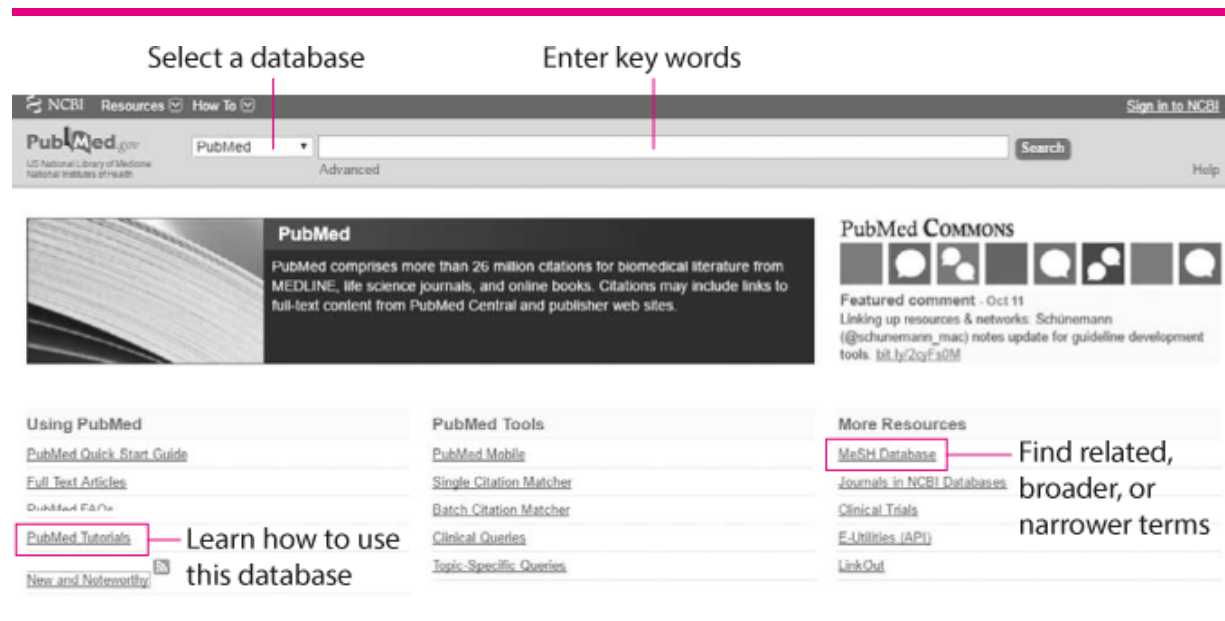 Select a database
Enter key words
NCBI Resources How To
Sign in to NCBI
PubMed.gov
US National Library of Medicine
National Institutes of Health
PubMed
Search
Advanced
Help
PubMed
PubMed comprises more than 26 million citations for biomedical literature from
MEDLINE, life science journals, and online books. Citations may include links to
full-text content from PubMed Central and publisher web sites.
PubMed COMMONS
Featured comment - Oct 11
Linking up resources & networks: Schünemann
(@schunemann_mac) notes update for guideline development
tools. bit.ly/2cyFs0M
Using PubMed
PubMed Quick Start Guide
Full Text Articles
PubMed FAQs
PubMed Tutorials
New and Noteworthy
Learn how to use
this database
PubMed Tools
PubMed Mobile
Single Citation Matcher
Batch Citation Matcher
Clinical Queries
Topic-Specific Queries
More Resources
MeSH Database
Journals in NCBI Databases
Clinical Trials
E-Utilities (API)
LinkOut
Find related,
broader, or
narrower terms